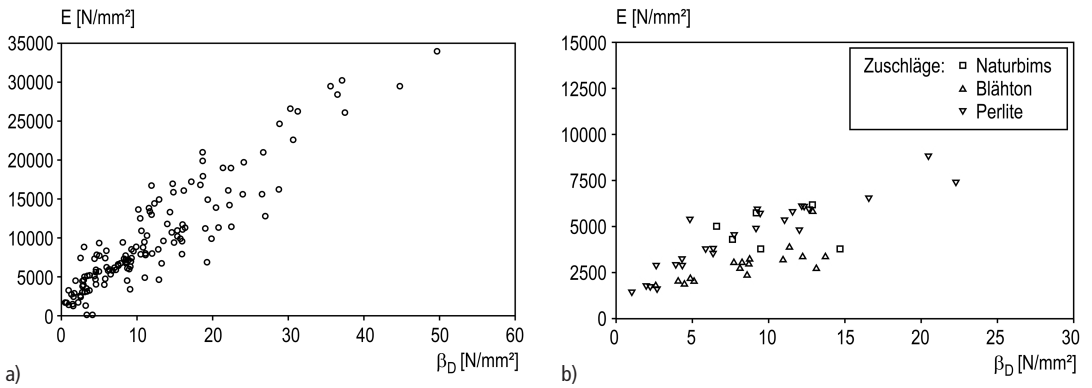 E [N/mm²]
35000
30000
25000
20000
15000
10000
5000
0
0 10 20 30 40 50 60
β_D [N/mm²]
a)
E [N/mm²]
15000
12500
10000
7500
5000
2500
0
0 5 10 15 20 25 30
β_D [N/mm²]
Zuschläge: Naturbims
Blähton
Perlite
b)